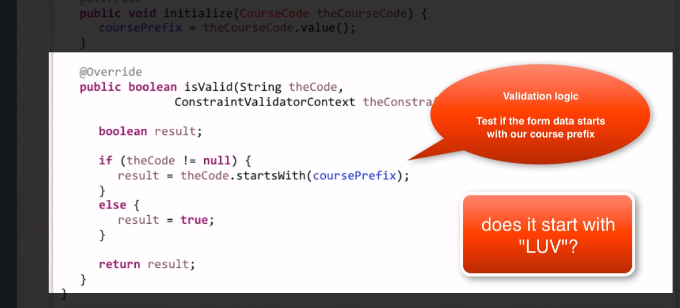 @Override
public void initialize(CourseCode theCourseCode) {
coursePrefix = theCourseCode.value();
}
@Override
public boolean isValid(String theCode,
ConstraintValidatorContext theConstra
boolean result;
if (theCode != null) {
result = theCode.startsWith(coursePrefix);
}
else {
result = true;
}
return result;
}
}
Validation logic
Test if the form data starts
with our course prefix
does it start with
"LUV"?